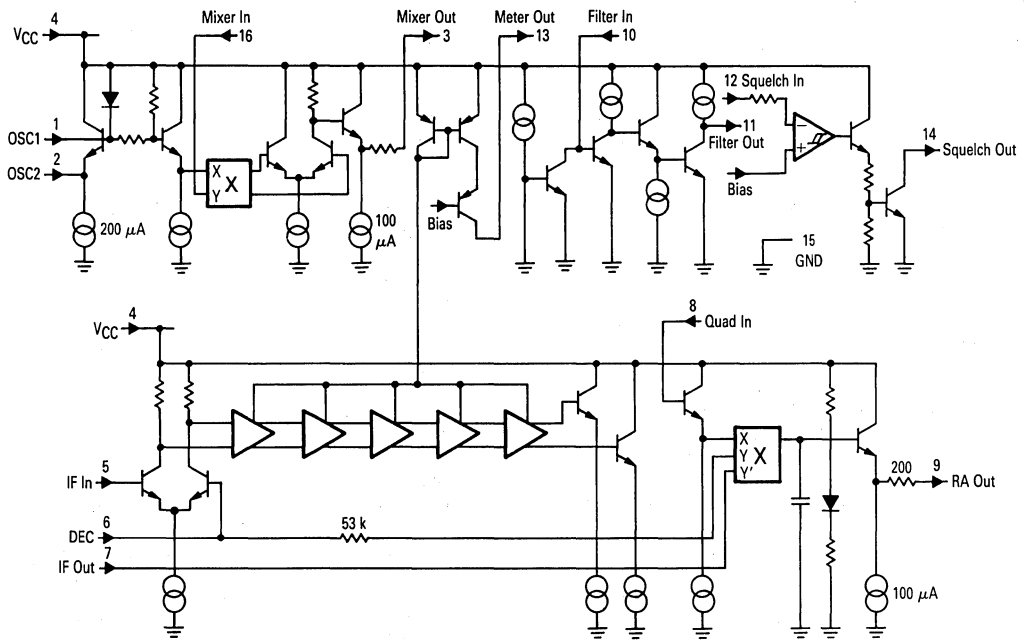 4
VCC
Mixer In
16
Mixer Out
3
Meter Out
13
Filter In
10
12 Squelch In
1
OSC1
2
OSC2
X
Y
X
200 μA
100
μA
Bias
11
Filter Out
Bias
−
+
14
Squelch Out
15
GND
4
VCC
8
Quad In
5
IF In
6
DEC
7
IF Out
53 k
X
Y
Y'
X
200
9
RA Out
100 μA